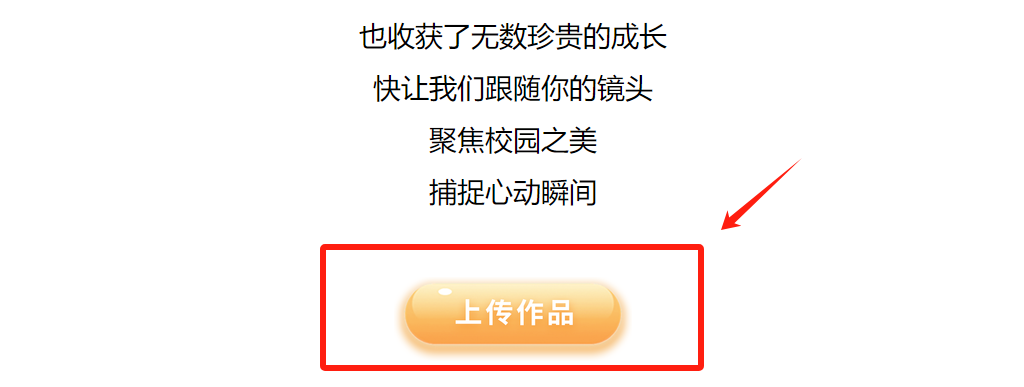 也收获了无数珍贵的成长
快让我们跟随你的镜头
聚焦校园之美
捕捉心动瞬间
上传作品